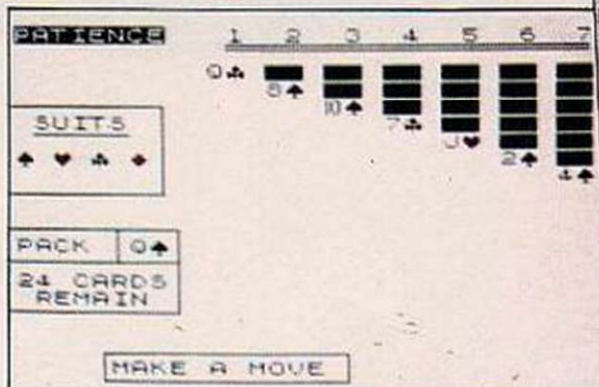 PATIENCE 1 2 3 4 5 6 7
Q♣
8♠
10♠
7♣
J♥
2♠
4♠
SUITS
♠ ♥ ♣ ♦
PACK Q♠
24 CARDS
REMAIN
MAKE A MOVE